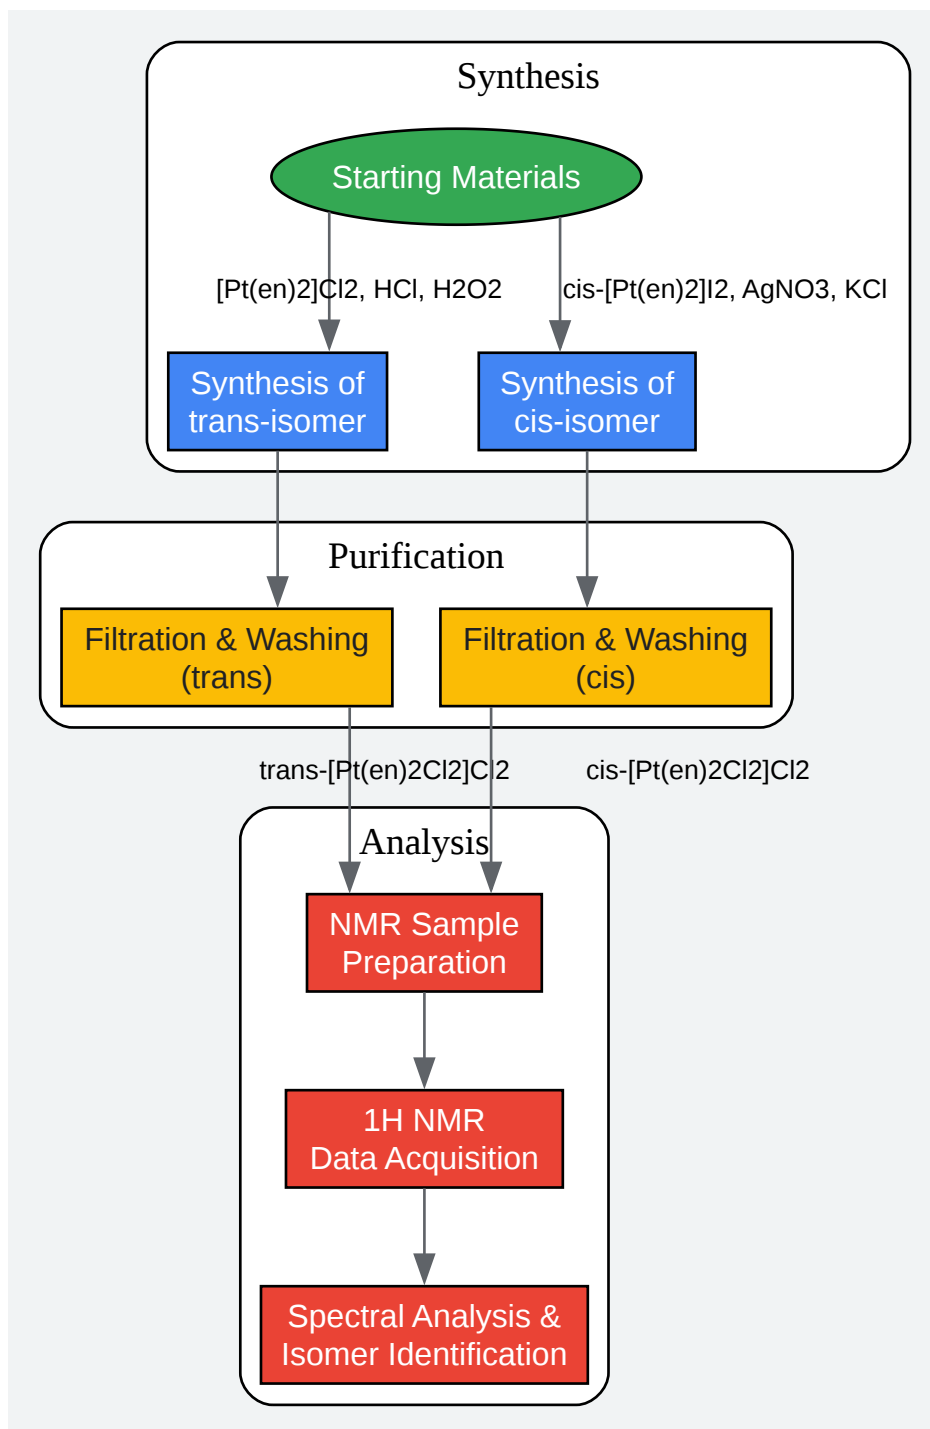 Synthesis
Starting Materials
[Pt(en)2]Cl2, HCl, H2O2
cis-[Pt(en)2]I2, AgNO3, KCl
Synthesis of
trans-isomer
Synthesis of
cis-isomer
Purification
Filtration & Washing
(trans)
Filtration & Washing
(cis)
trans-[Pt(en)2Cl2]Cl2
cis-[Pt(en)2Cl2]Cl2
Analysis
NMR Sample
Preparation
1H NMR
Data Acquisition
Spectral Analysis &
Isomer Identification